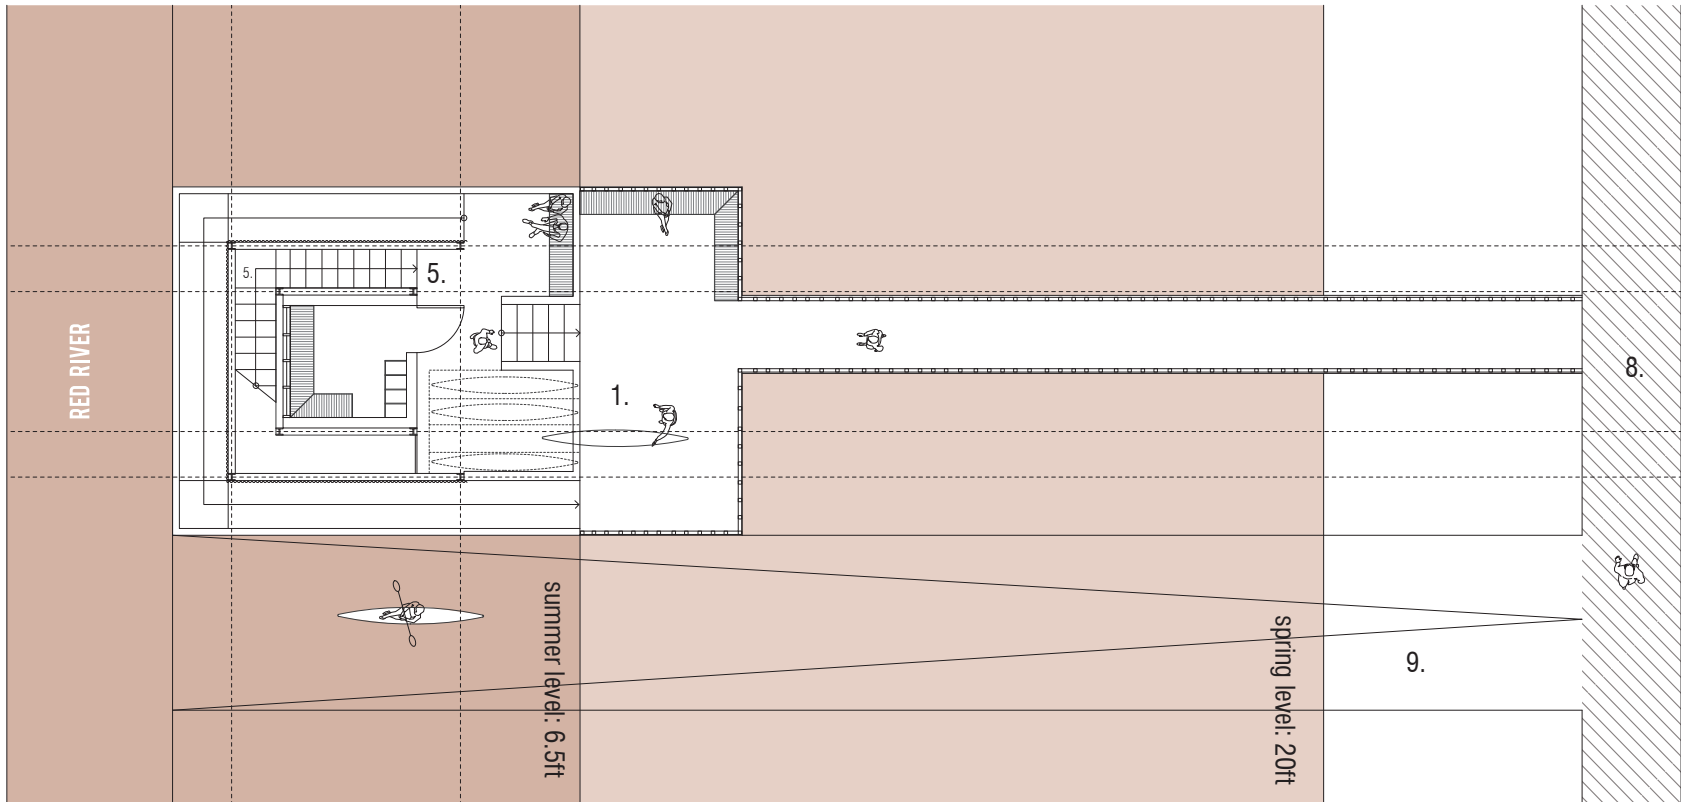 5.
5.
RED RIVER
1.
8.
summer level: 6.5ft
spring level: 20ft
9.